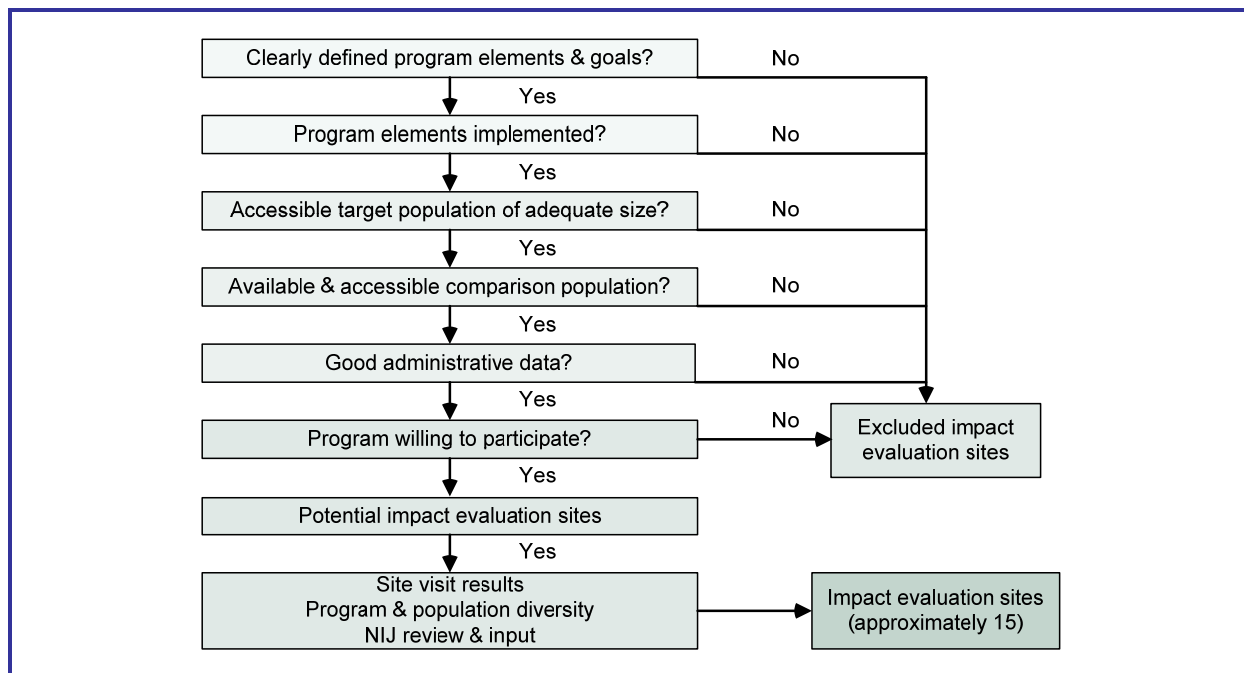 Clearly defined program elements & goals?
No
Yes
Program elements implemented?
No
Yes
Accessible target population of adequate size?
No
Yes
Available & accessible comparison population?
No
Yes
Good administrative data?
No
Yes
Program willing to participate?
No
Excluded impact
evaluation sites
Yes
Potential impact evaluation sites
Yes
Site visit results
Program & population diversity
NIJ review & input
Impact evaluation sites
(approximately 15)